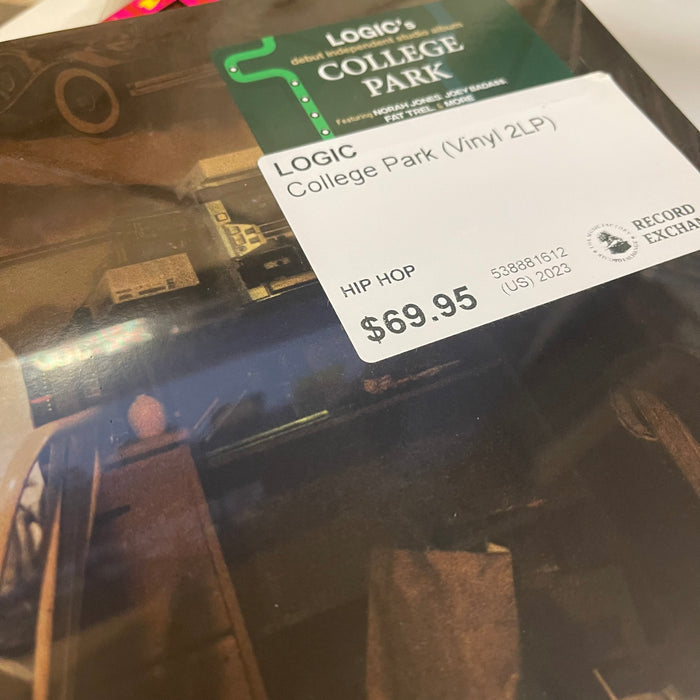 LOGIC's
debut independent studio album
COLLEGE
PARK
Featuring NORAH JONES, JOEY BADA$$
FAT TREL, & MORE
LOGIC
College Park (Vinyl 2LP)
RECORD
HIP HOP
538881612
(US) 2023
$69.95